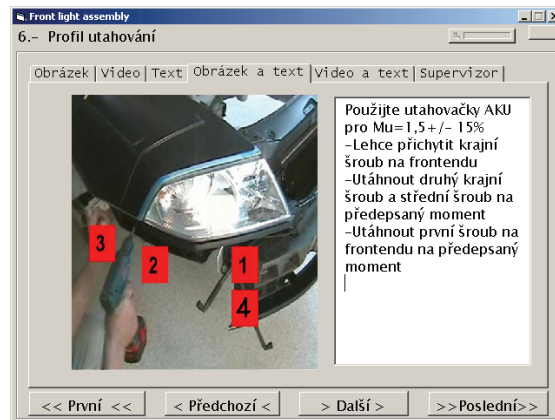 Front light assembly
6.- Profil utahování
Obrázek Video Text Obrázek a text Video a text Supervizor
Použijte utahovačky AKU
pro Mu=1,5+/- 15%
-Lehce přichytit krajní
šroub na frontendu
-Utáhnout druhý krajní
šroub a střední šroub na
předepsaný moment
-Utáhnout první šroub na
frontendu na předepsaný
moment
3
2
1
4
<< První <<
< Předchozí <
> Další >
>>Poslední>>